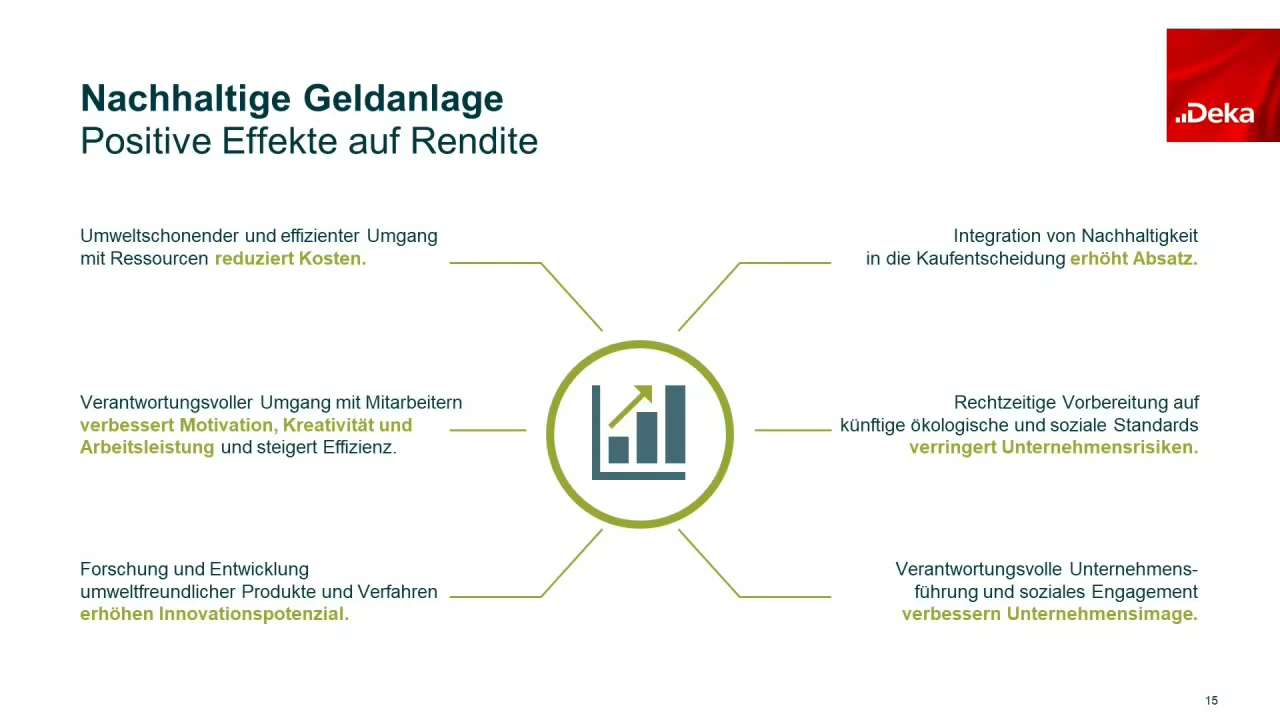 Nachhaltige Geldanlage
Positive Effekte auf Rendite
Deka
Umweltschonender und effizienter Umgang
mit Ressourcen reduziert Kosten.
Integration von Nachhaltigkeit
in die Kaufentscheidung erhöht Absatz.
Verantwortungsvoller Umgang mit Mitarbeitern
verbessert Motivation, Kreativität und
Arbeitsleistung und steigert Effizienz.
Rechtzeitige Vorbereitung auf
künftige ökologische und soziale Standards
verringert Unternehmensrisiken.
Forschung und Entwicklung
umweltfreundlicher Produkte und Verfahren
erhöhen Innovationspotenzial.
Verantwortungsvolle Unternehmens-
führung und soziales Engagement
verbessern Unternehmensimage.
15